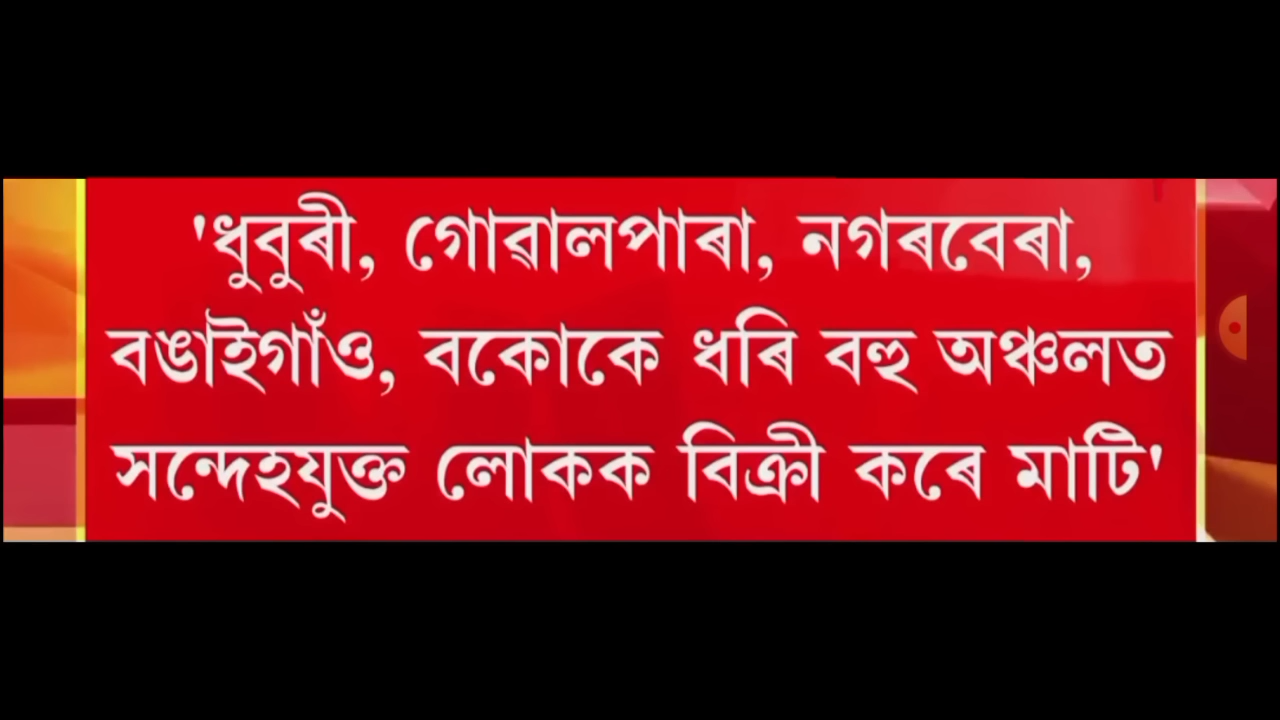 'ধুবুৰী, গোৱালপাৰা, নগৰবেৰা,
বঙাইগাঁও, বকোকে ধৰি বহু অঞ্চলত
সন্দেহযুক্ত লোকক বিক্ৰী কৰে মাটি'